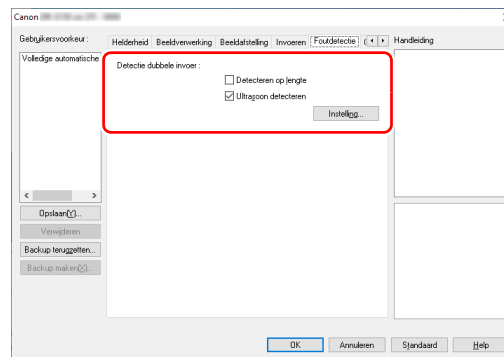 Canon
Gebruikersvoorkeur :
Volledige automatische
Opslaan(Y)...
Verwijderen
Backup terugzetten...
Backup maken(X)...
Helderheid Beeldverwerking Beeldafstelling Invoeren Foutdetectie
Detectie dubbele invoer :
Detecteren op lengte
Ultrasoon detecteren
Instelling...
Handleiding
OK Annuleren Standaard Help